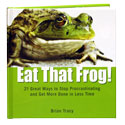 Eat That Frog!
21 Great Ways to Stop Procrastinating
and Get More Done in Less Time
Brian Tracy